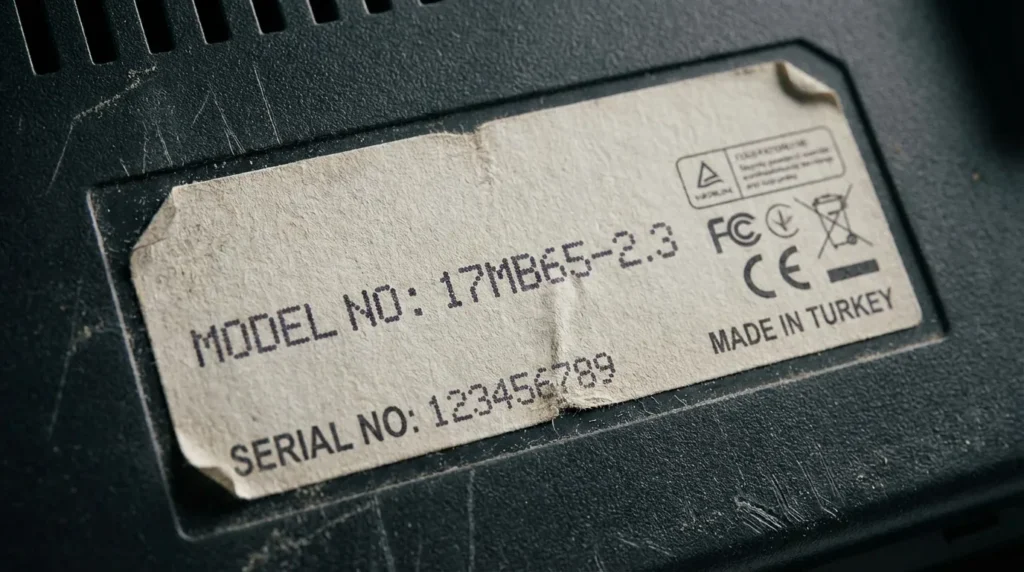 MODEL NO: 17MB65-2.3
SERIAL NO: 123456789
FC
CE
MADE IN TURKEY